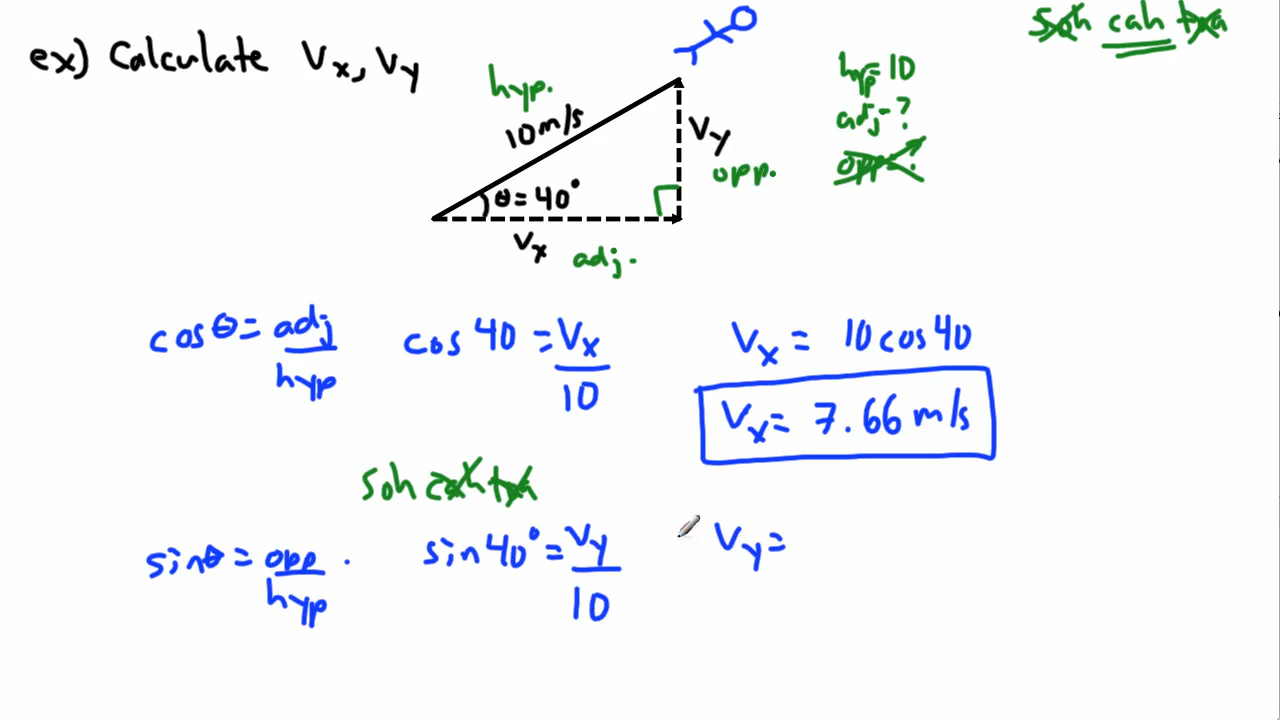 ex) Calculate Vx, Vy
soh cah toa
hyp.
10 m/s
θ = 40°
Vx
adj.
Vy
opp.
hyp = 10
adj = ?
opp = ?
cos θ = adj/hyp
cos 40 = Vx/10
Vx = 10 cos 40
Vx = 7.66 m/s
soh cah toa
sin θ = opp/hyp .
sin 40° = Vy/10
Vy =